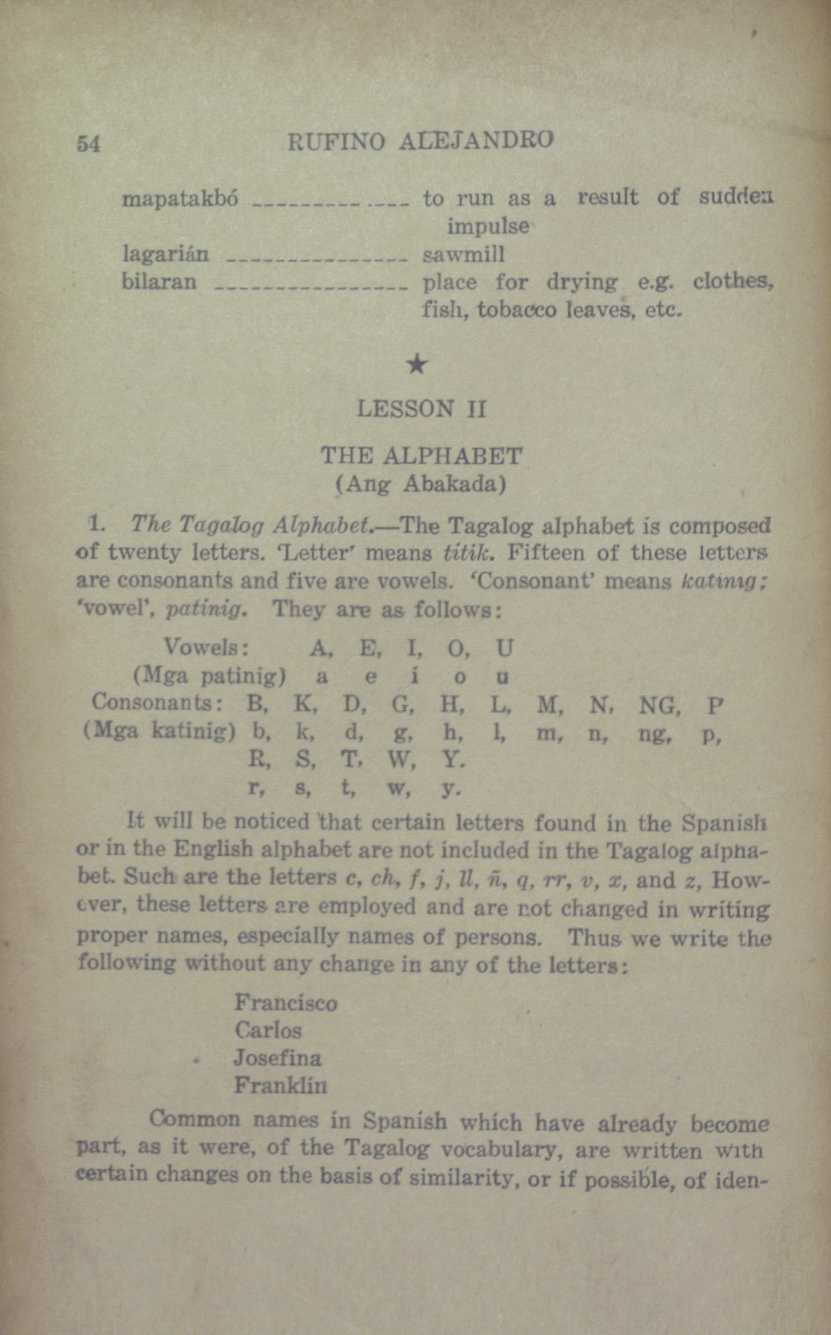 54 RUFINO ALEJANDRO
mapatakbó ______________ to run as a result of sudden
impulse
lagarián _______________ sawmill
bilaran ________________ place for drying e.g. clothes,
fish, tobacco leaves, etc.
★
LESSON II
THE ALPHABET
(Ang Abakada)
1. The Tagalog Alphabet.—The Tagalog alphabet is composed
of twenty letters. 'Letter' means titik. Fifteen of these letters
are consonants and five are vowels. 'Consonant' means katinig;
'vowel', patinig. They are as follows:
Vowels: A, E, I, O, U
(Mga patinig) a e i o u
Consonants: B, K, D, G, H, L, M, N, NG, P
(Mga katinig) b, k, d, g, h, l, m, n, ng, p,
R, S, T, W, Y.
r, s, t, w, y.
It will be noticed that certain letters found in the Spanish
or in the English alphabet are not included in the Tagalog alpha-
bet. Such are the letters c, ch, f, j, ll, ñ, q, rr, v, x, and z, How-
ever, these letters are employed and are not changed in writing
proper names, especially names of persons. Thus we write the
following without any change in any of the letters:
Francisco
Carlos
Josefina
Franklin
Common names in Spanish which have already become
part, as it were, of the Tagalog vocabulary, are written with
certain changes on the basis of similarity, or if possible, of iden-